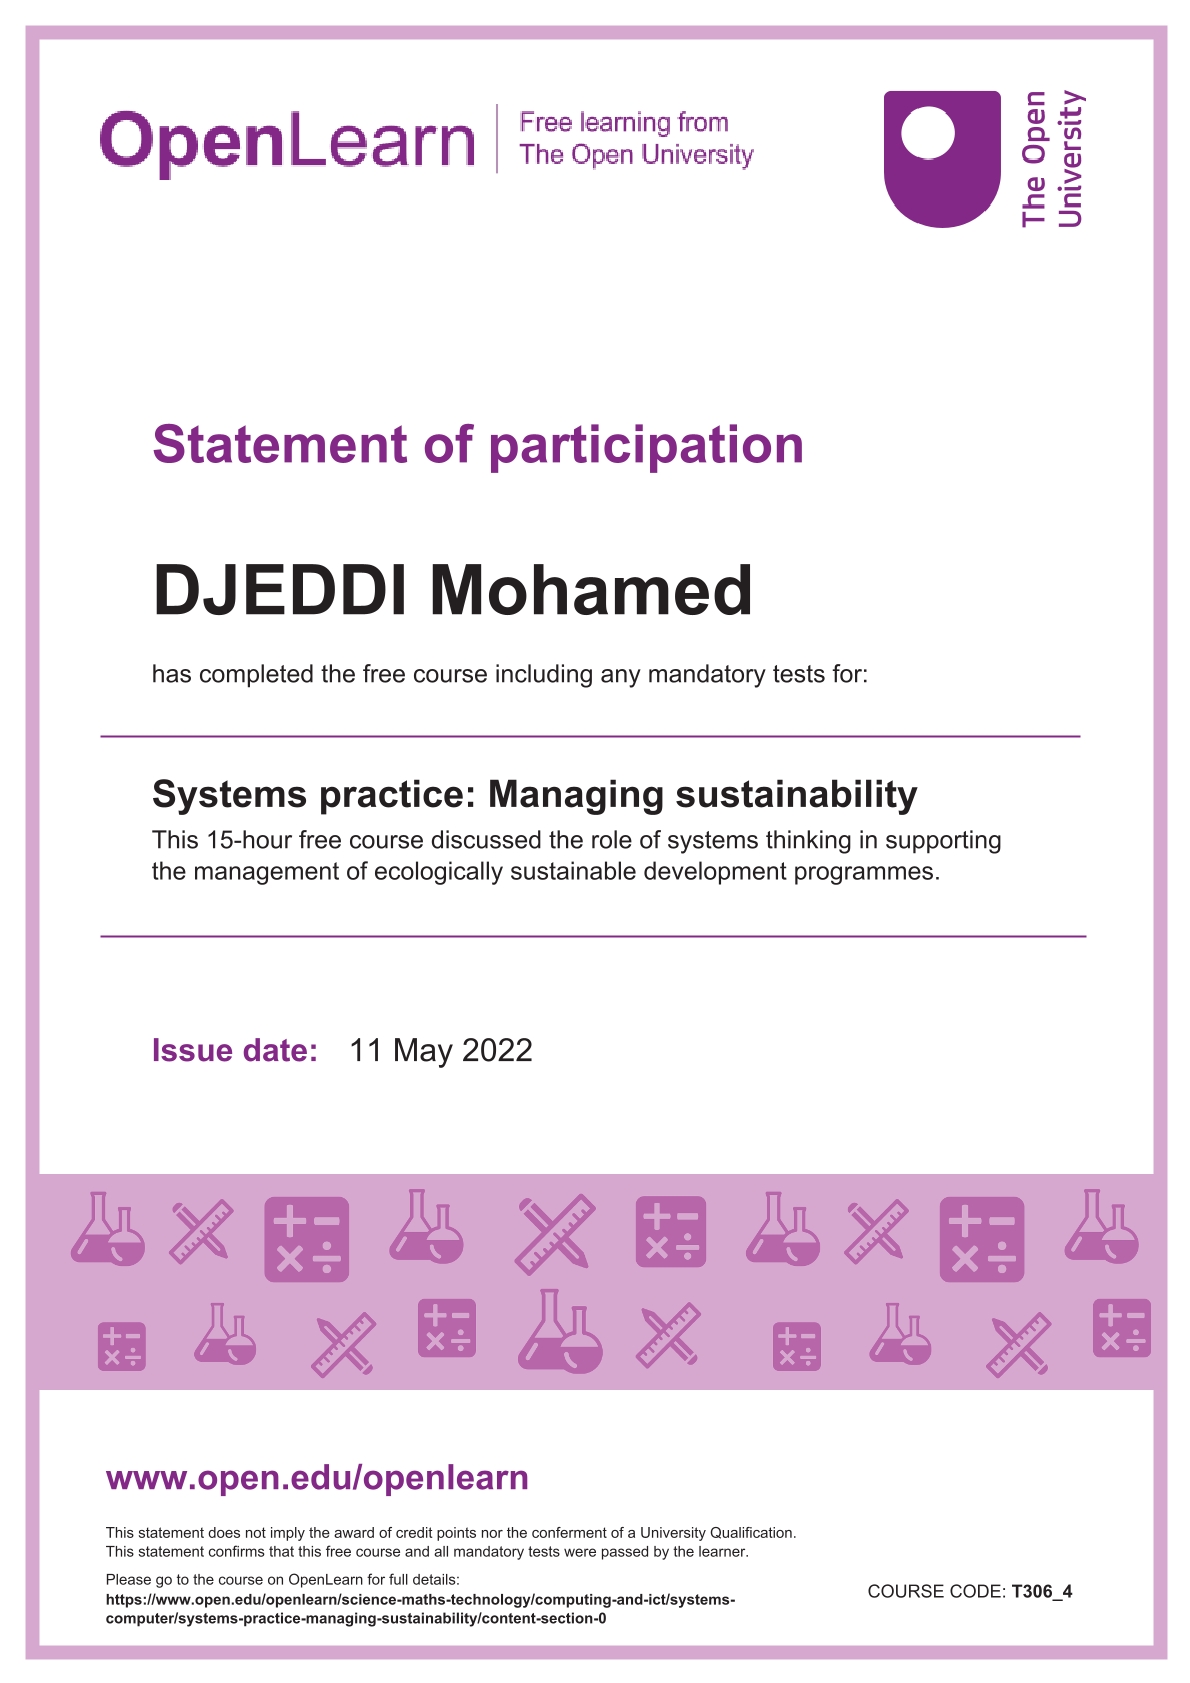 OpenLearn
Free learning from
The Open University
The Open
University
Statement of participation
DJEDDI Mohamed
has completed the free course including any mandatory tests for:
Systems practice: Managing sustainability
This 15-hour free course discussed the role of systems thinking in supporting
the management of ecologically sustainable development programmes.
Issue date: 11 May 2022
www.open.edu/openlearn
This statement does not imply the award of credit points nor the conferment of a University Qualification.
This statement confirms that this free course and all mandatory tests were passed by the learner.
Please go to the course on OpenLearn for full details:
https://www.open.edu/openlearn/science-maths-technology/computing-and-ict/systems-
computer/systems-practice-managing-sustainability/content-section-0
COURSE CODE: T306_4